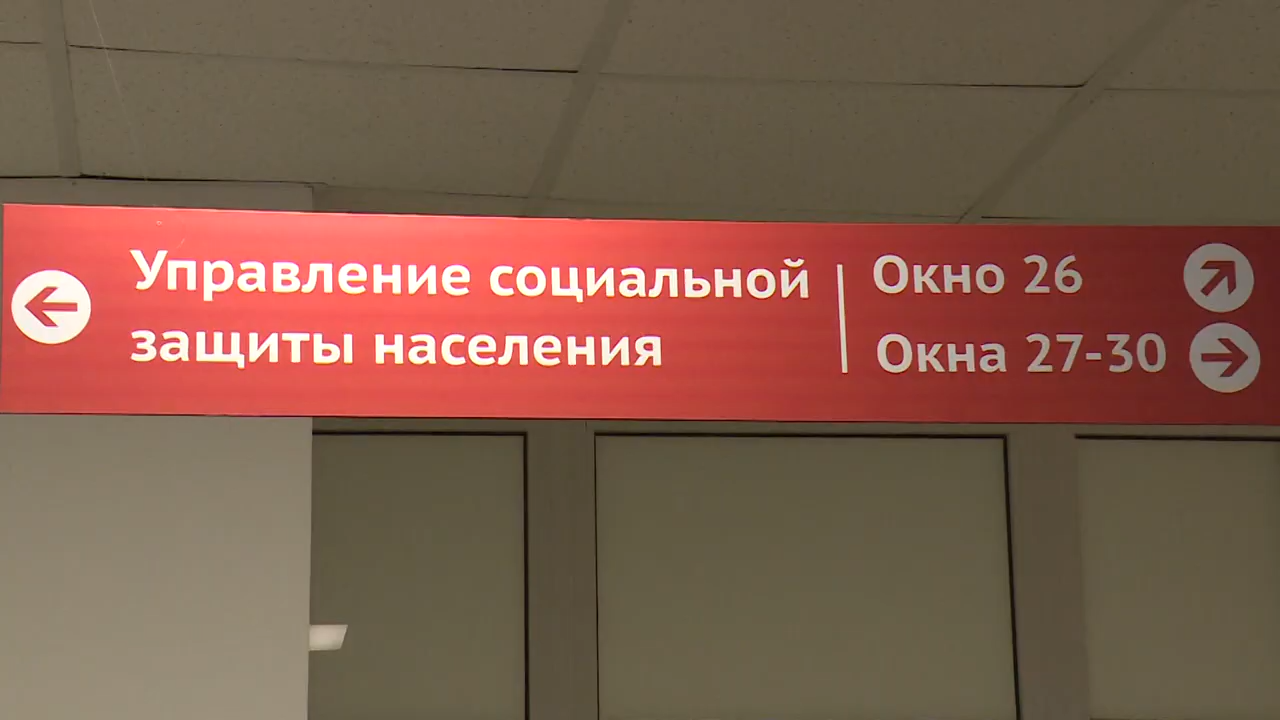 Управление социальной
защиты населения
Окно 26
Окна 27-30